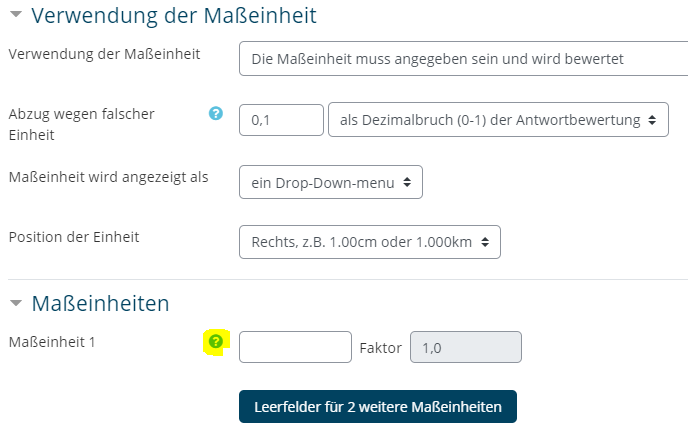 Verwendung der Maßeinheit
Verwendung der Maßeinheit
Die Maßeinheit muss angegeben sein und wird bewertet
Abzug wegen falscher
Einheit
?
0,1
als Dezimalbruch (0-1) der Antwortbewertung
Maßeinheit wird angezeigt als
ein Drop-Down-menu
Position der Einheit
Rechts, z.B. 1.00cm oder 1.000km
Maßeinheiten
Maßeinheit 1
?
Faktor
1,0
Leerfelder für 2 weitere Maßeinheiten